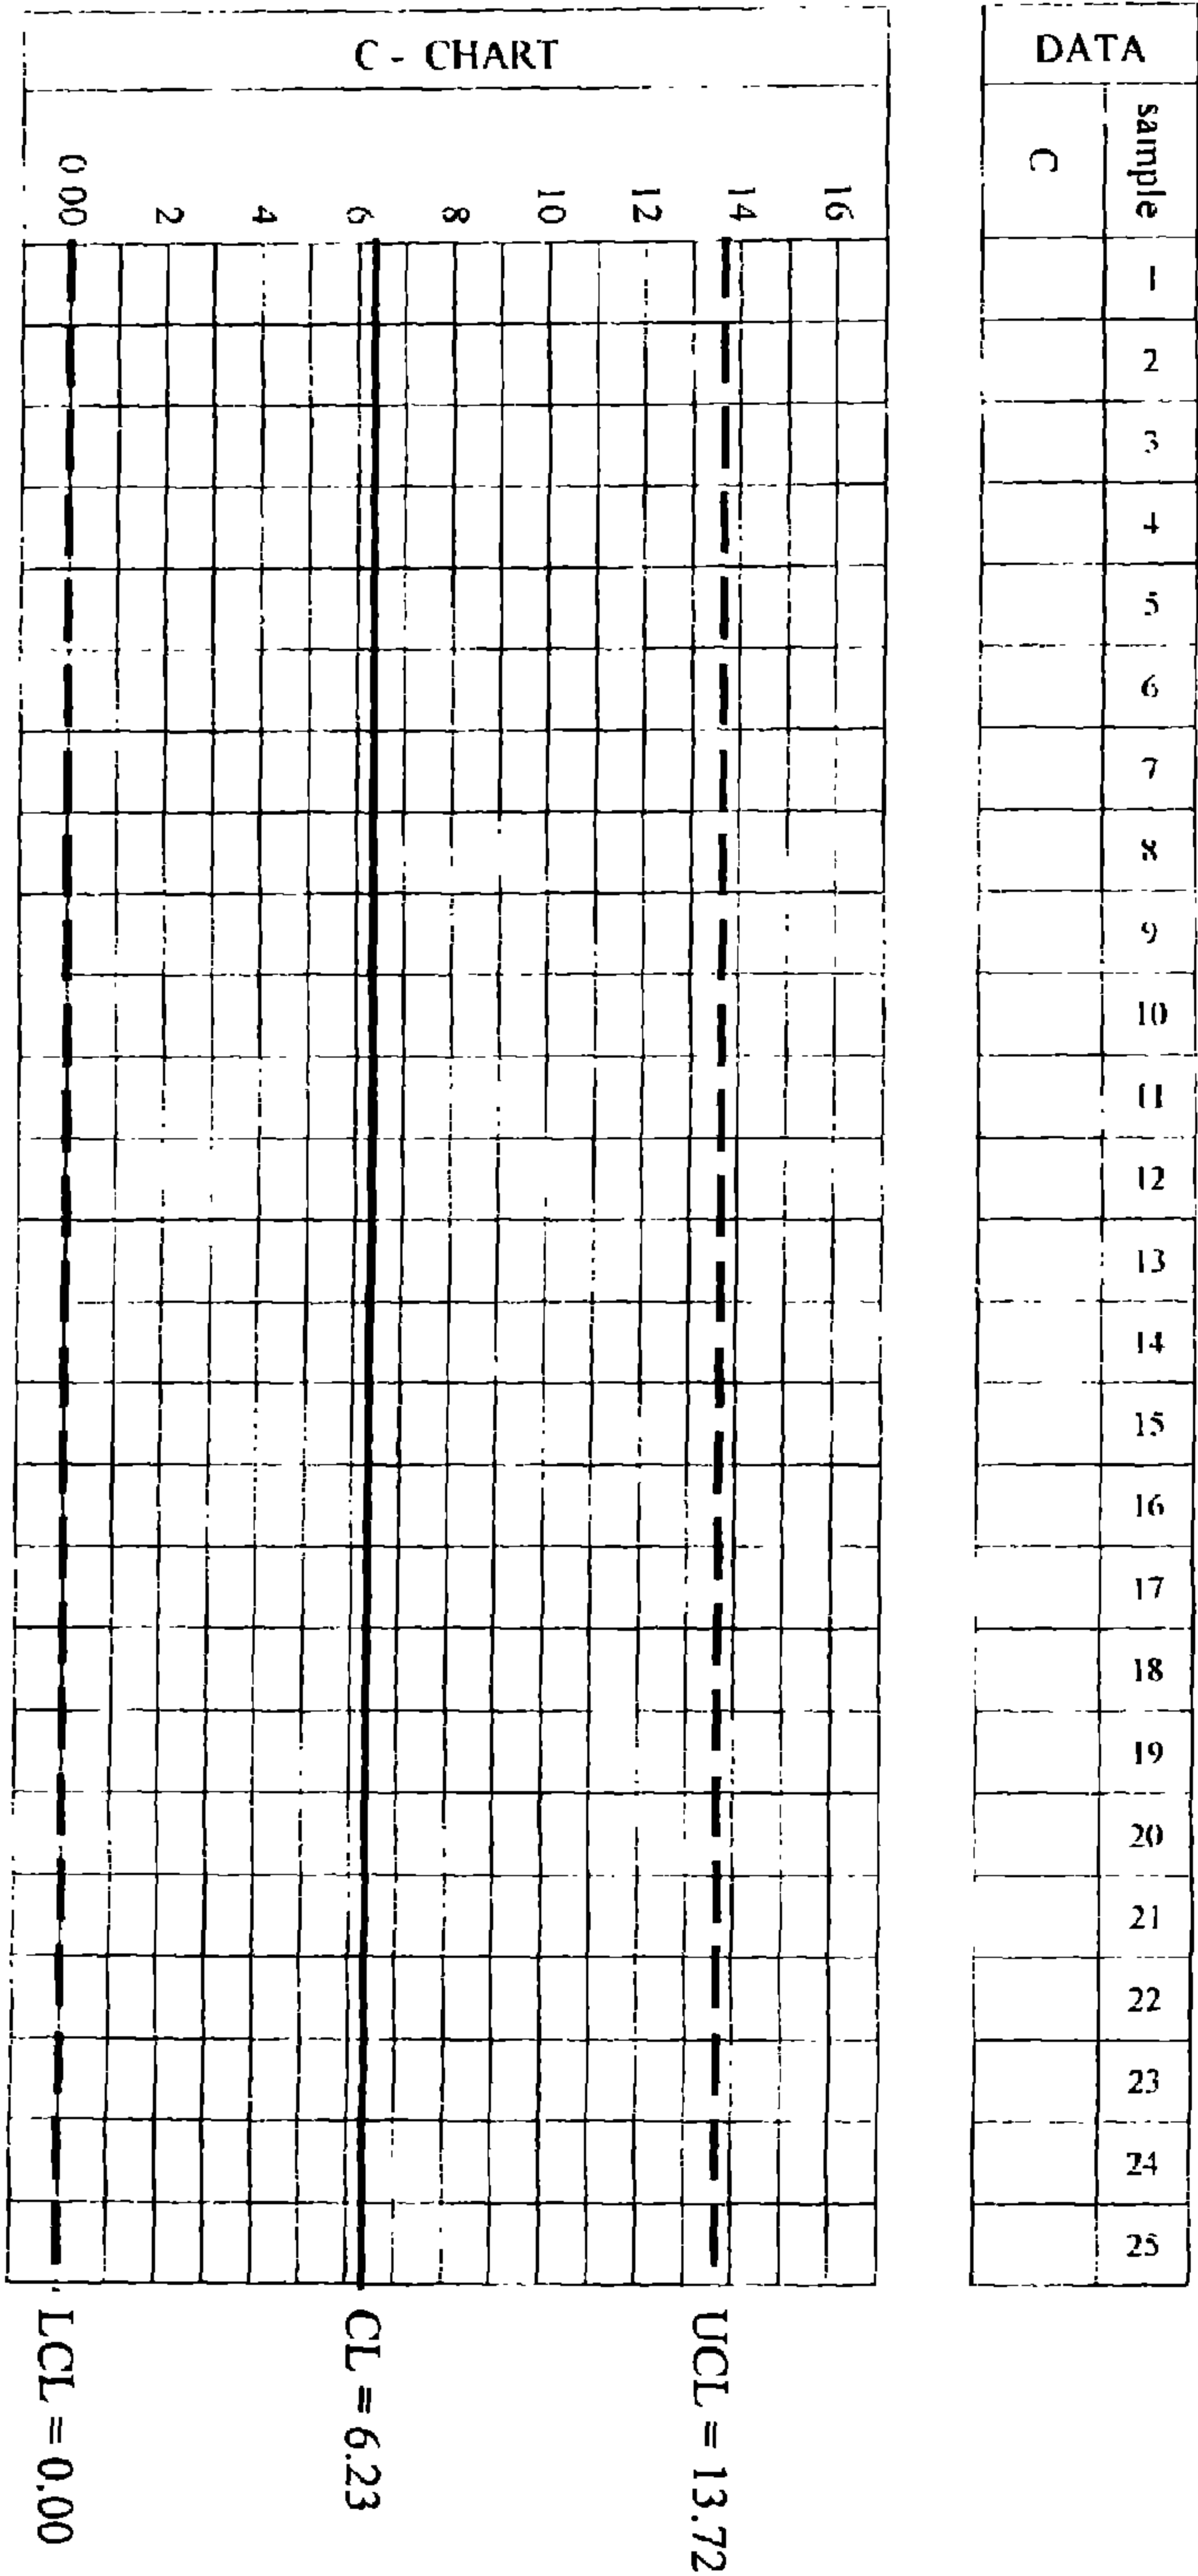 DATA
sample 1 2 3 4 5 6 7 8 9 10 11 12 13 14 15 16 17 18 19 20 21 22 23 24 25
C
C - CHART
16
14
12
10
8
6
4
2
0 00
UCL = 13.72
CL = 6.23
LCL = 0.00